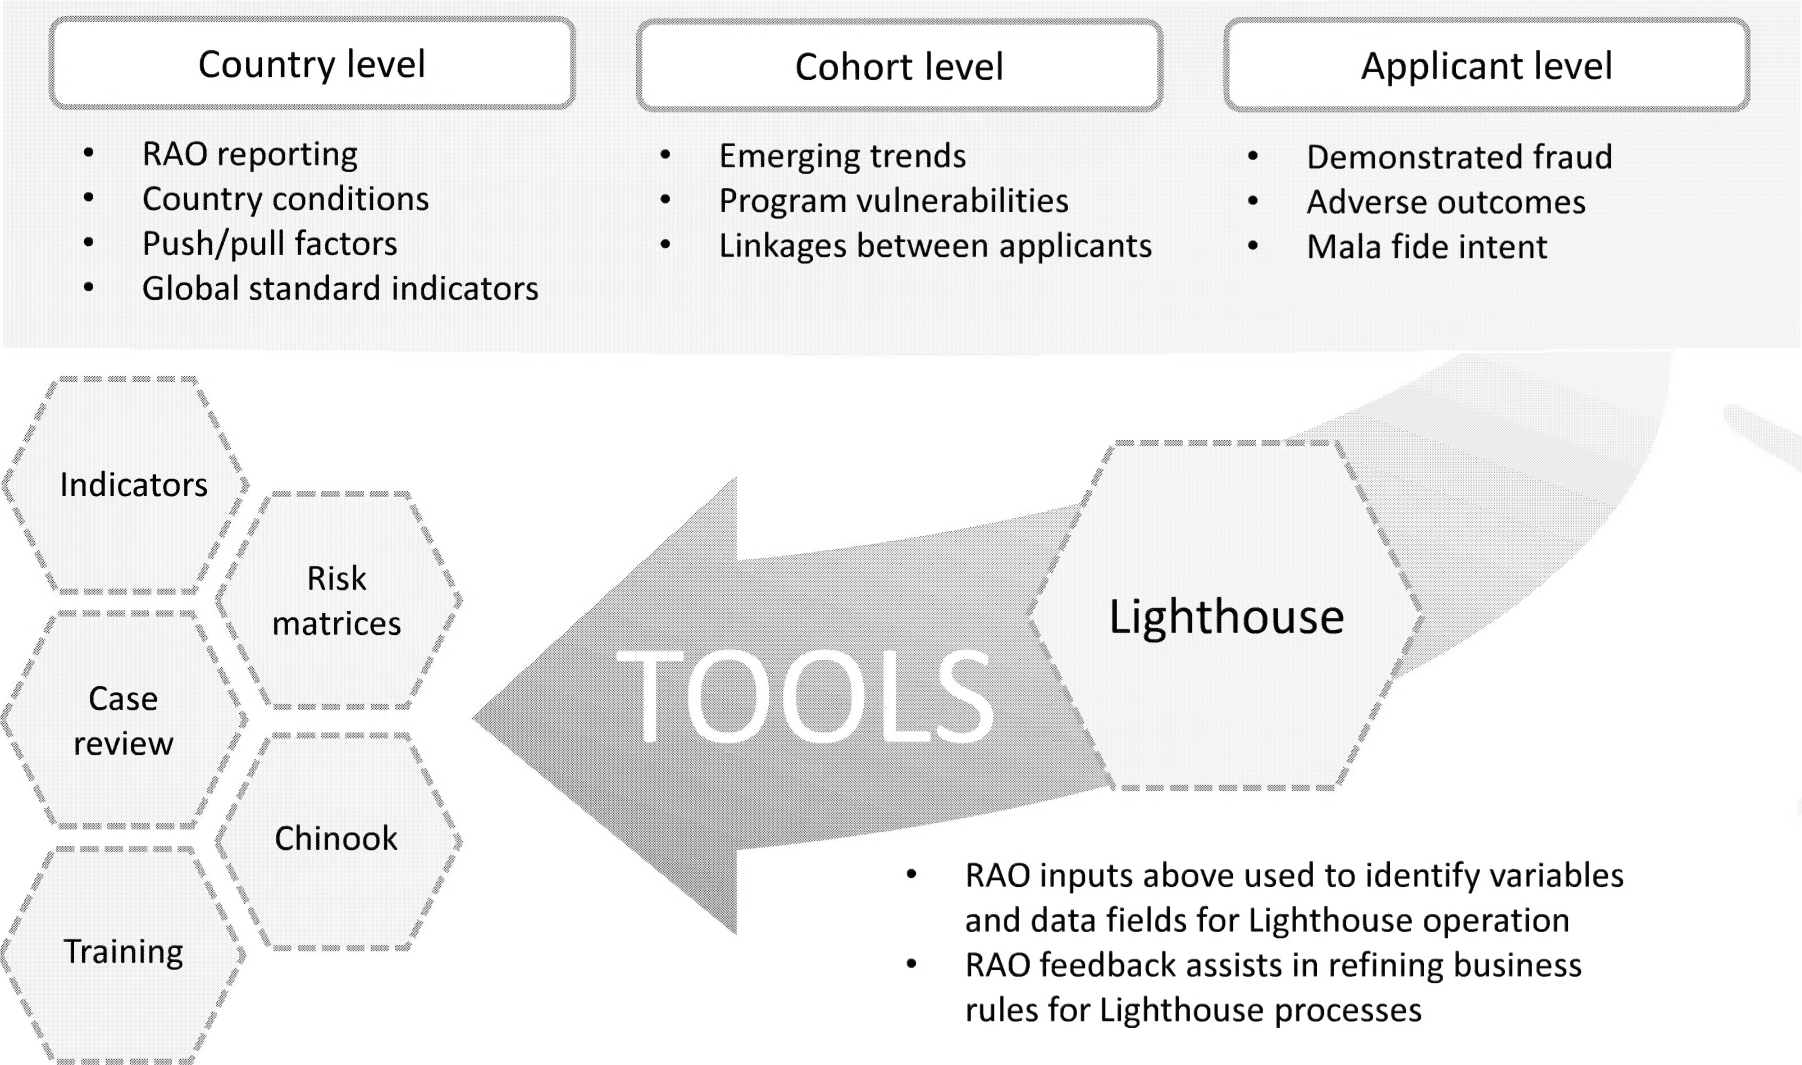 Country level
• RAO reporting
• Country conditions
• Push/pull factors
• Global standard indicators
Cohort level
• Emerging trends
• Program vulnerabilities
• Linkages between applicants
Applicant level
• Demonstrated fraud
• Adverse outcomes
• Mala fide intent
Indicators
Risk
matrices
Case
review
Chinook
Training
TOOLS
Lighthouse
• RAO inputs above used to identify variables
and data fields for Lighthouse operation
• RAO feedback assists in refining business
rules for Lighthouse processes